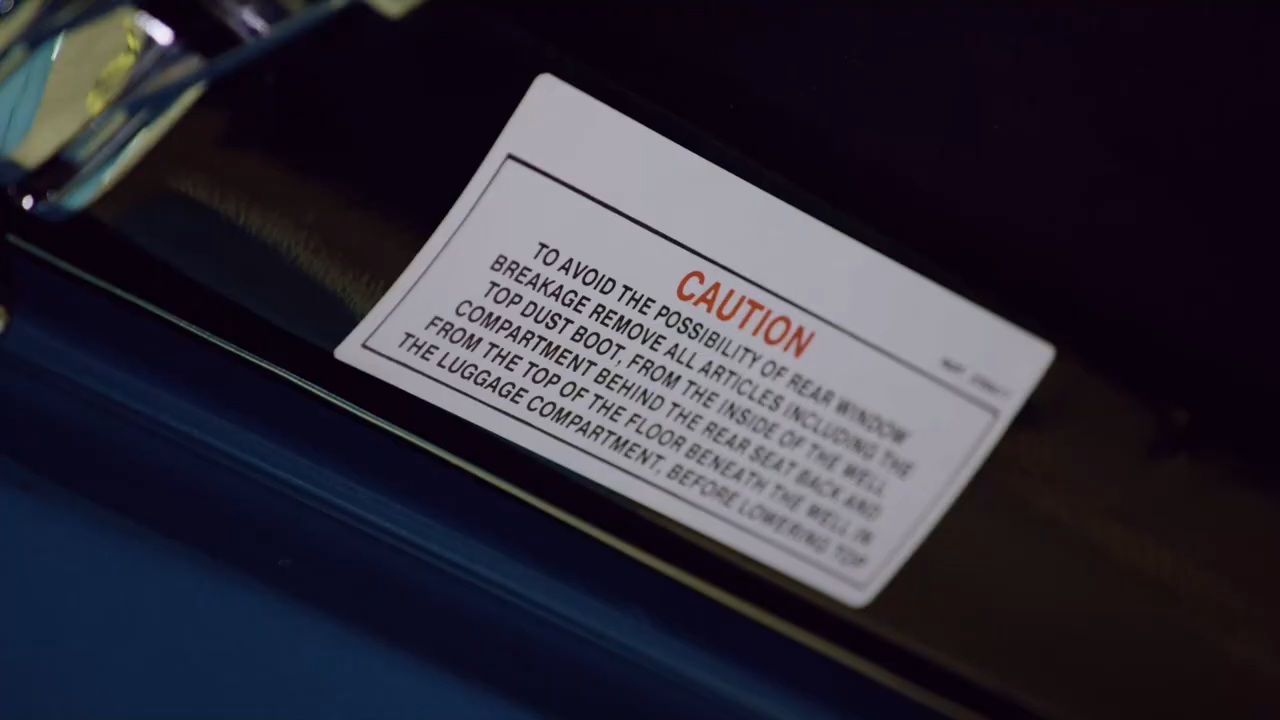 CAUTION
TO AVOID THE POSSIBILITY OF REAR WINDOW
BREAKAGE REMOVE ALL ARTICLES INCLUDING THE
TOP DUST BOOT, FROM THE INSIDE OF THE WELL
COMPARTMENT BEHIND THE REAR SEAT BACK AND
FROM THE TOP OF THE FLOOR BENEATH THE WELL IN
THE LUGGAGE COMPARTMENT, BEFORE LOWERING TOP